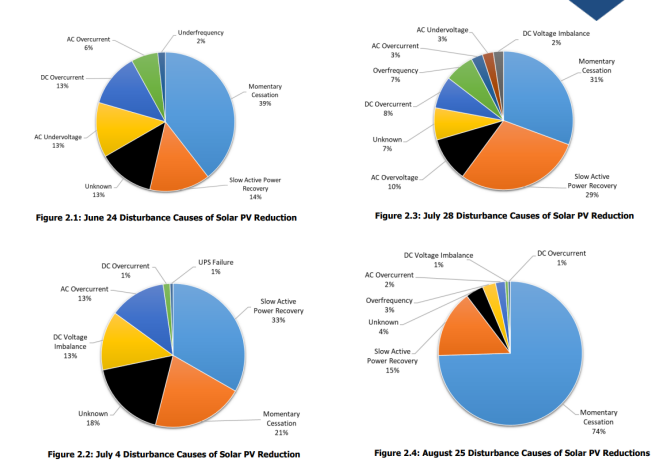 Underfrequency
2%
AC Overcurrent
6%
DC Overcurrent
13%
Momentary
Cessation
39%
AC Undervoltage
13%
Unknown
13%
Slow Active Power
Recovery
14%
Figure 2.1: June 24 Disturbance Causes of Solar PV Reduction
AC Undervoltage
3%
DC Voltage Imbalance
2%
AC Overcurrent
3%
Momentary
Cessation
31%
Overfrequency
7%
DC Overcurrent
8%
Unknown
7%
AC Overvoltage
10%
Slow Active
Power Recovery
29%
Figure 2.3: July 28 Disturbance Causes of Solar PV Reduction
DC Overcurrent
1%
UPS Failure
1%
AC Overcurrent
13%
Slow Active
Power Recovery
33%
DC Voltage
Imbalance
13%
Unknown
18%
Momentary
Cessation
21%
Figure 2.2: July 4 Disturbance Causes of Solar PV Reduction
DC Voltage Imbalance
1%
DC Overcurrent
1%
AC Overcurrent
2%
Overfrequency
3%
Unknown
4%
Slow Active
Power Recovery
15%
Momentary
Cessation
74%
Figure 2.4: August 25 Disturbance Causes of Solar PV Reductions